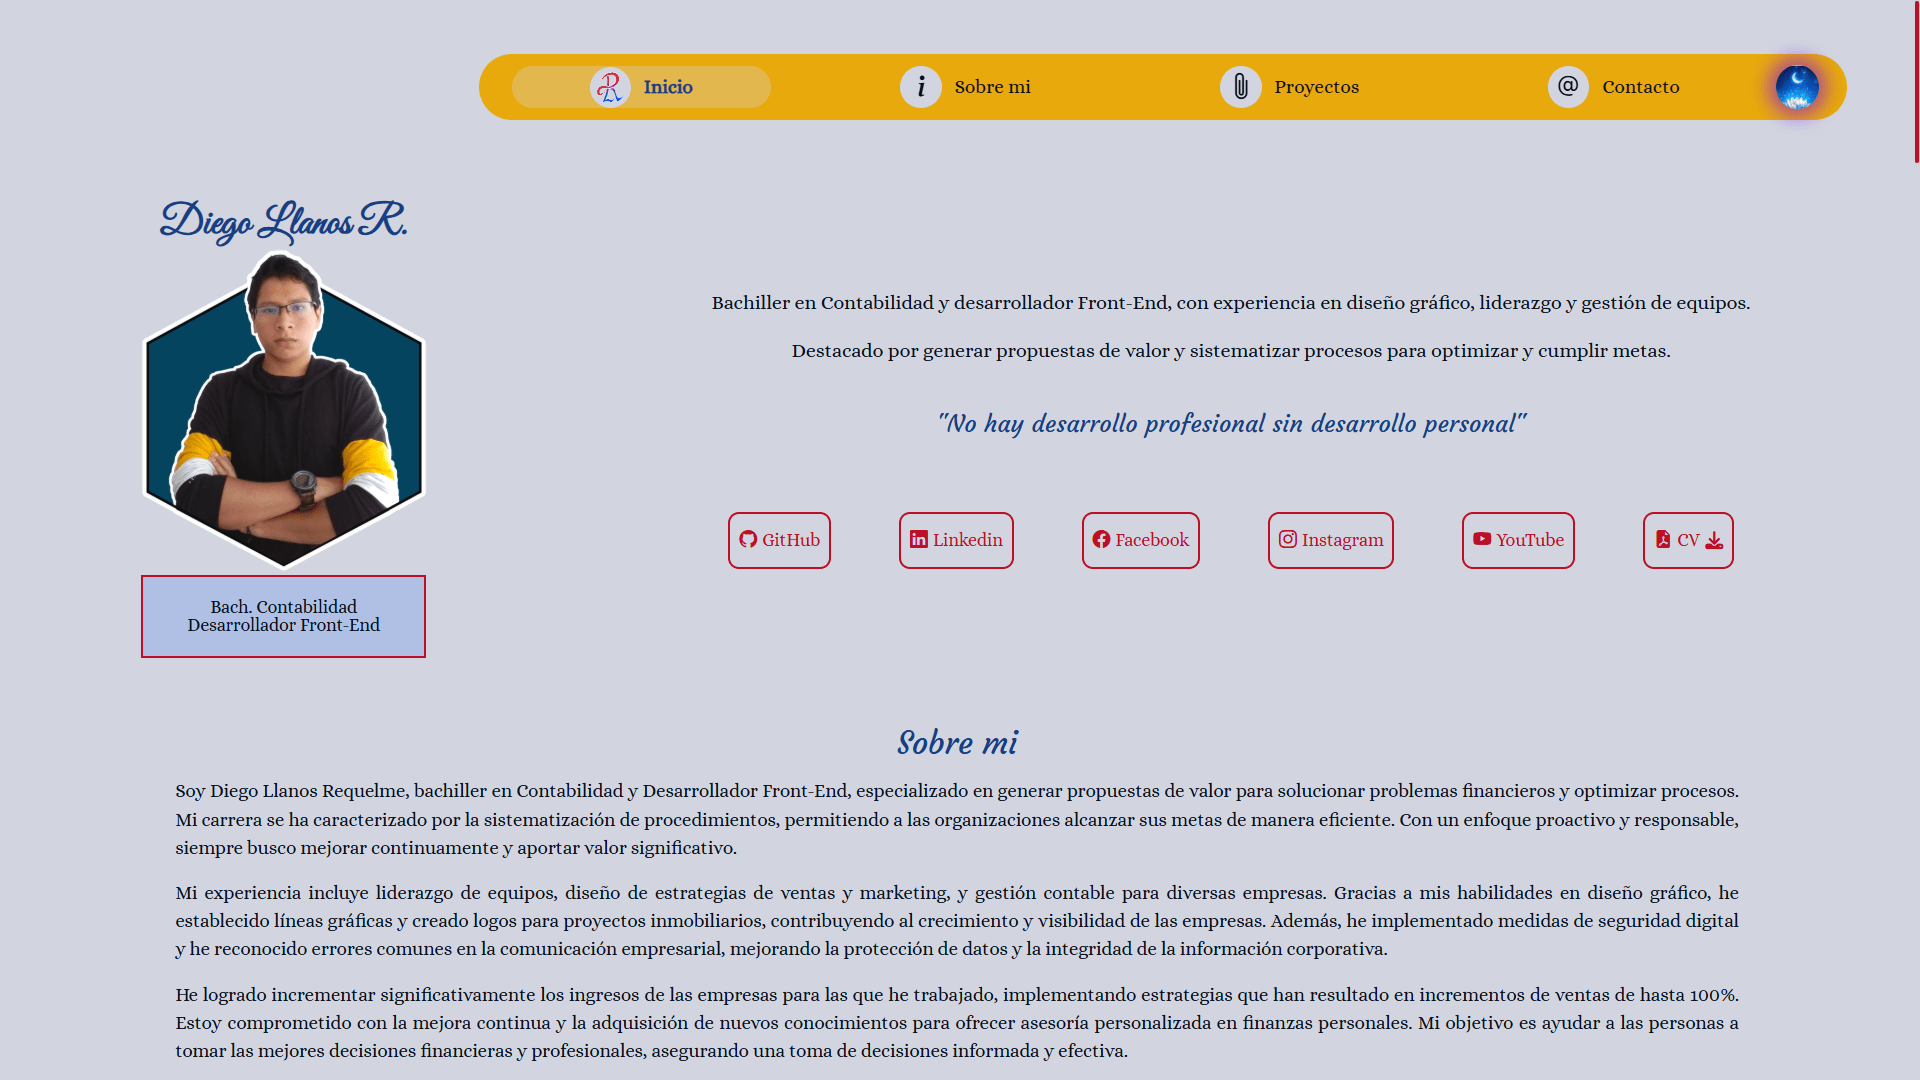 Inicio
Sobre mi
Proyectos
Contacto
Diego Llanos R.
Bach. Contabilidad
Desarrollador Front-End
Bachiller en Contabilidad y desarrollador Front-End, con experiencia en diseño gráfico, liderazgo y gestión de equipos.
Destacado por generar propuestas de valor y sistematizar procesos para optimizar y cumplir metas.
"No hay desarrollo profesional sin desarrollo personal"
GitHub
Linkedin
Facebook
Instagram
YouTube
CV
Sobre mi
Soy Diego Llanos Requelme, bachiller en Contabilidad y Desarrollador Front-End, especializado en generar propuestas de valor para solucionar problemas financieros y optimizar procesos.
Mi carrera se ha caracterizado por la sistematización de procedimientos, permitiendo a las organizaciones alcanzar sus metas de manera eficiente. Con un enfoque proactivo y responsable,
siempre busco mejorar continuamente y aportar valor significativo.
Mi experiencia incluye liderazgo de equipos, diseño de estrategias de ventas y marketing, y gestión contable para diversas empresas. Gracias a mis habilidades en diseño gráfico, he
establecido líneas gráficas y creado logos para proyectos inmobiliarios, contribuyendo al crecimiento y visibilidad de las empresas. Además, he implementado medidas de seguridad digital
y he reconocido errores comunes en la comunicación empresarial, mejorando la protección de datos y la integridad de la información corporativa.
He logrado incrementar significativamente los ingresos de las empresas para las que he trabajado, implementando estrategias que han resultado en incrementos de ventas de hasta 100%.
Estoy comprometido con la mejora continua y la adquisición de nuevos conocimientos para ofrecer asesoría personalizada en finanzas personales. Mi objetivo es ayudar a las personas a
tomar las mejores decisiones financieras y profesionales, asegurando una toma de decisiones informada y efectiva.